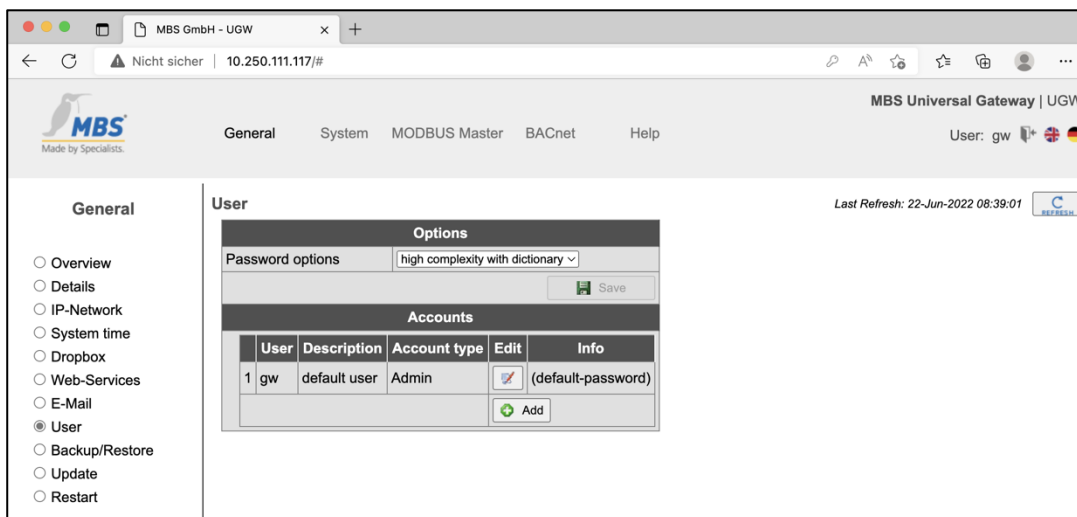 MBS GmbH - UGW
Nicht sicher | 10.250.111.117/#
MBS
Made by Specialists.
General System MODBUS Master BACnet Help
MBS Universal Gateway | UGW
User: gw
General
Overview
Details
IP-Network
System time
Dropbox
Web-Services
E-Mail
User
Backup/Restore
Update
Restart
User
Last Refresh: 22-Jun-2022 08:39:01
REFRESH
Options
Password options high complexity with dictionary
Save
Accounts
User Description Account type Edit Info
1 gw default user Admin (default-password)
Add